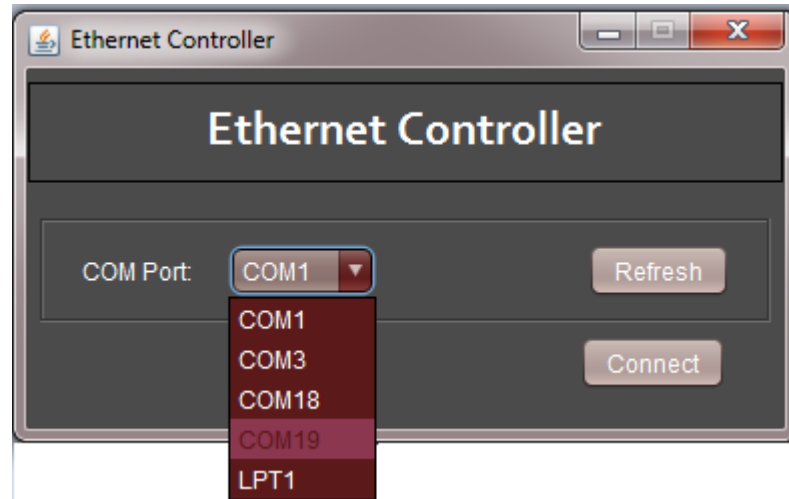 Ethernet Controller
Ethernet Controller
COM Port: COM1 Refresh
COM1
COM3
Connect
COM18
COM19
LPT1